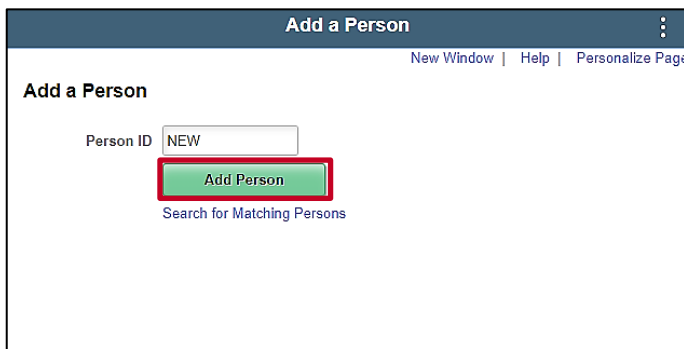 Add a Person
New Window | Help | Personalize Page
Add a Person
Person ID NEW
Add Person
Search for Matching Persons